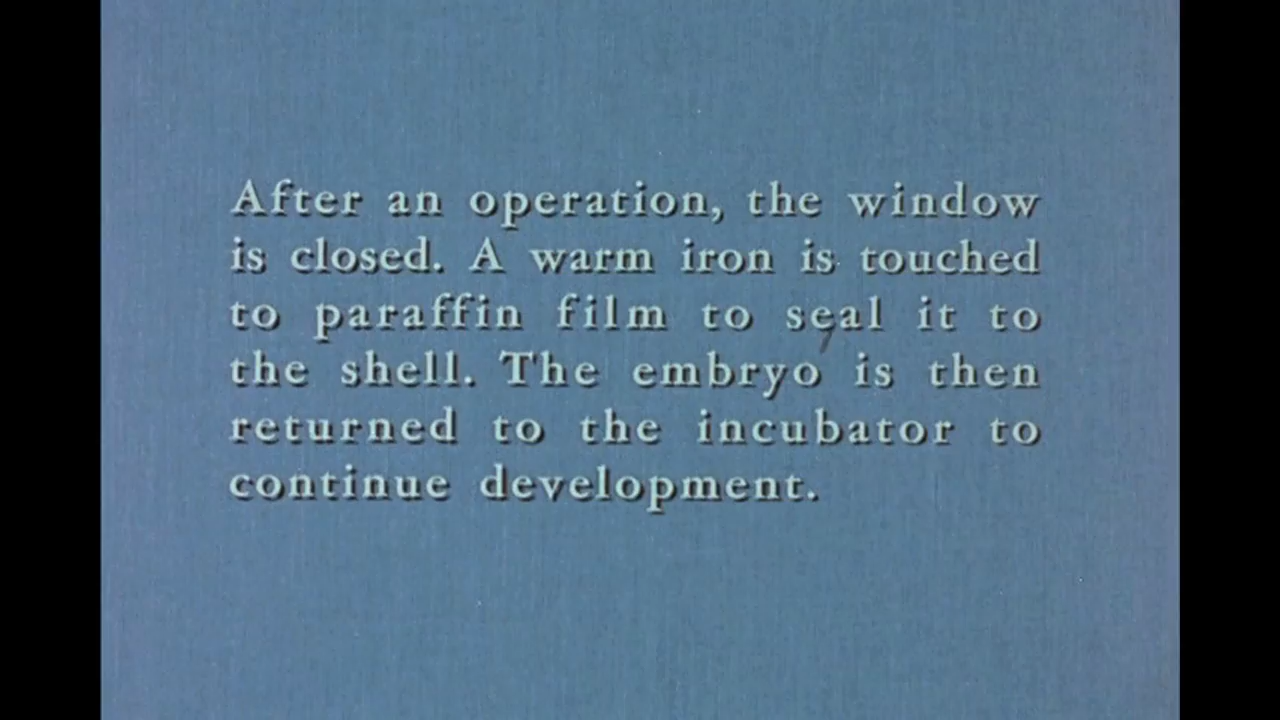 After an operation, the window
is closed. A warm iron is touched
to paraffin film to seal it to
the shell. The embryo is then
returned to the incubator to
continue development.